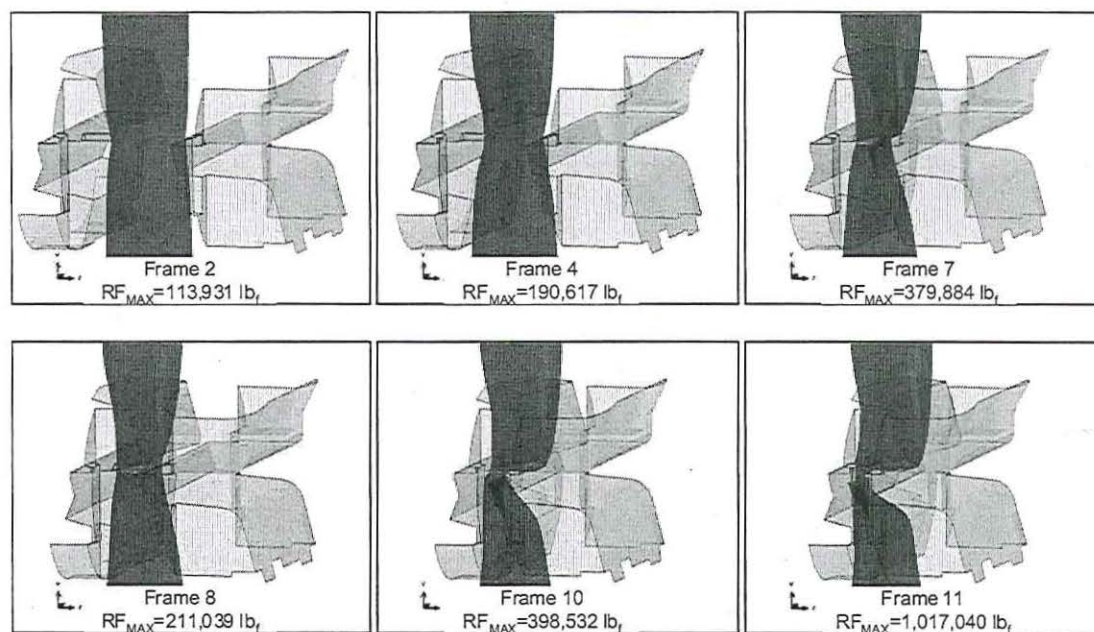 Frame 2
RF_MAX=113,931 lb_f
Frame 4
RF_MAX=190,617 lb_f
Frame 7
RF_MAX=379,884 lb_f
Frame 8
RF_MAX=211,039 lb_f
Frame 10
RF_MAX=398,532 lb_f
Frame 11
RF_MAX=1,017,040 lb_f